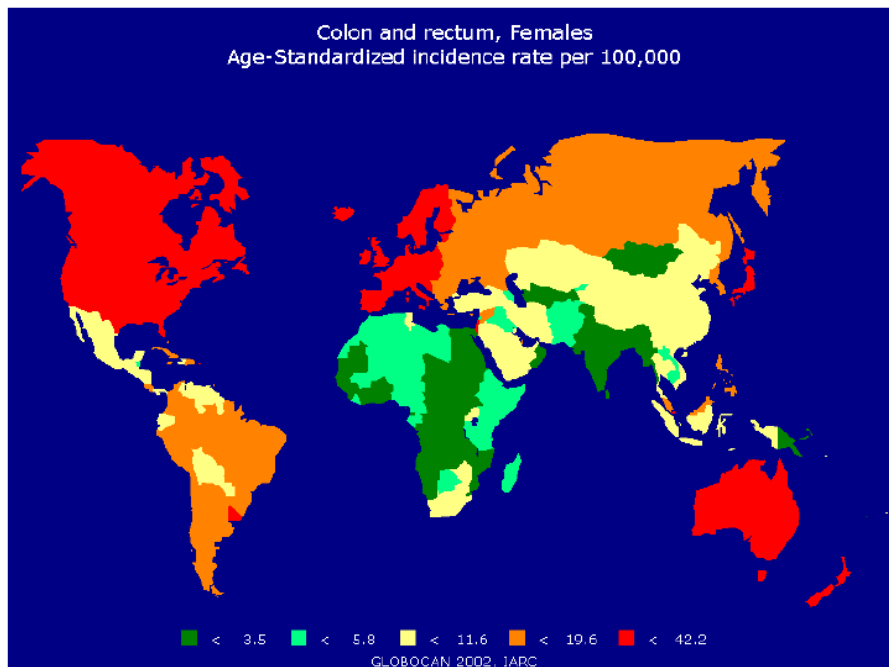 Colon and rectum, Females
Age-Standardized incidence rate per 100,000
< 3.5 < 5.8 < 11.6 < 19.6 < 42.2
GLOBOCAN 2002, IARC